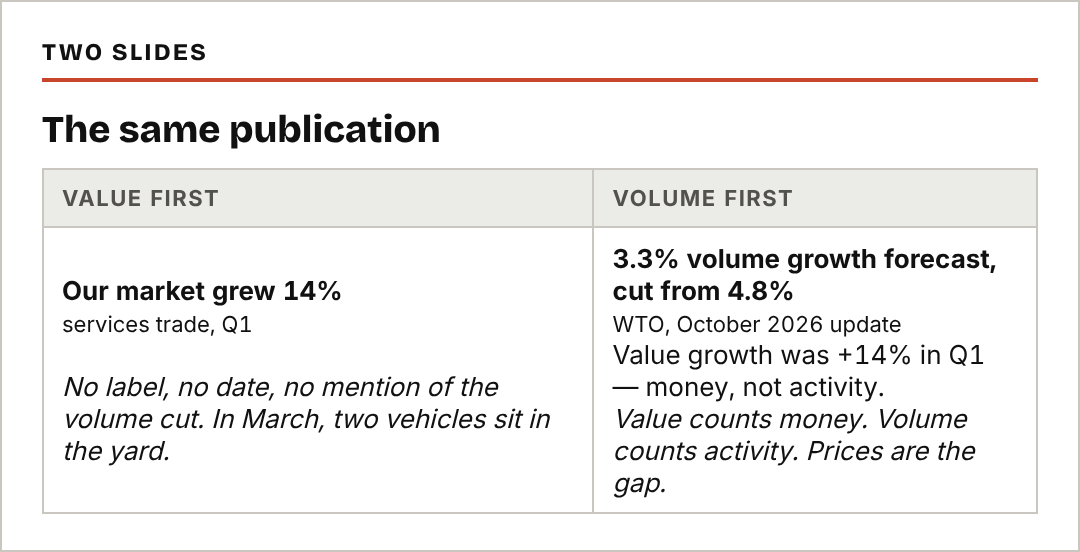 TWO SLIDES
The same publication
VALUE FIRST
VOLUME FIRST
Our market grew 14%
services trade, Q1
No label, no date, no mention of the
volume cut. In March, two vehicles sit in
the yard.
3.3% volume growth forecast,
cut from 4.8%
WTO, October 2026 update
Value growth was +14% in Q1
— money, not activity.
Value counts money. Volume
counts activity. Prices are the
gap.